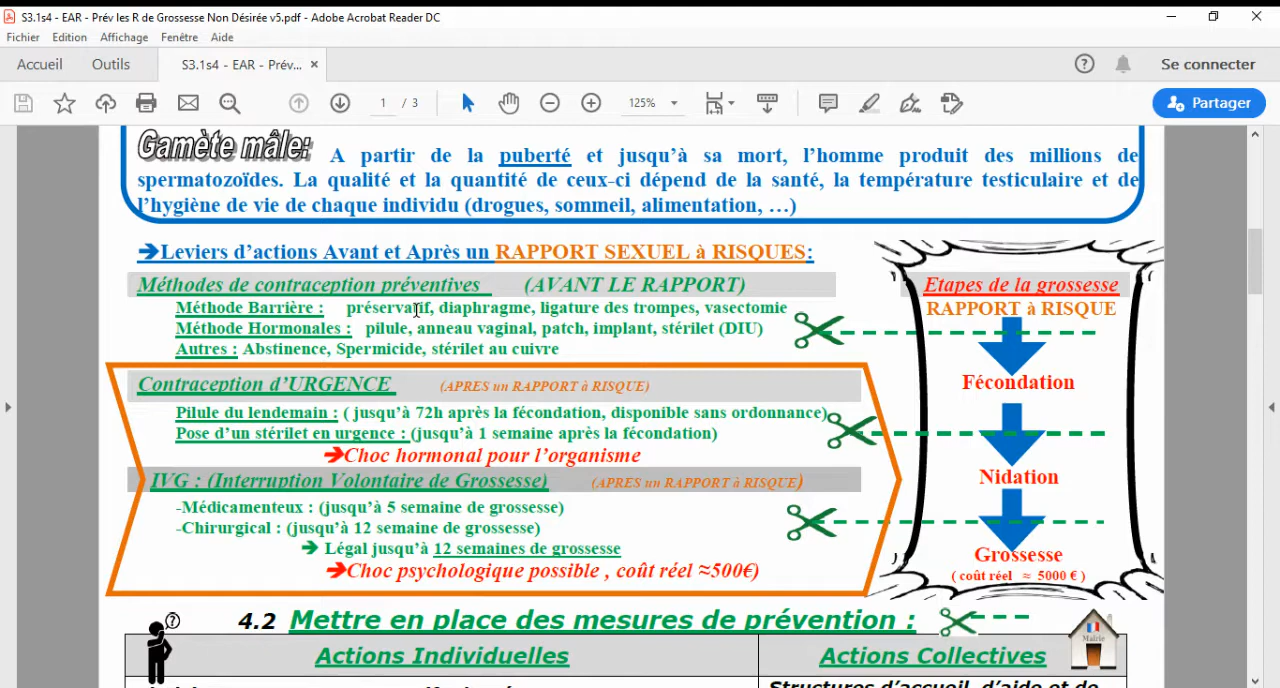 S3.1s4 - EAR - Prév les R de Grossesse Non Désirée v5.pdf - Adobe Acrobat Reader DC
Fichier Edition Affichage Fenêtre Aide
Accueil Outils S3.1s4 - EAR - Prév... × Se connecter
1 / 3 125% Partager
Gamète mâle: A partir de la puberté et jusqu’à sa mort, l’homme produit des millions de
spermatozoïdes. La qualité et la quantité de ceux-ci dépend de la santé, la température testiculaire et de
l’hygiène de vie de chaque individu (drogues, sommeil, alimentation, …)
➔Leviers d’actions Avant et Après un RAPPORT SEXUEL à RISQUES:
Méthodes de contraception préventives (AVANT LE RAPPORT)
Méthode Barrière : préservatif, diaphragme, ligature des trompes, vasectomie
Méthode Hormonales : pilule, anneau vaginal, patch, implant, stérilet (DIU)
Autres : Abstinence, Spermicide, stérilet au cuivre
Contraception d’URGENCE (APRES un RAPPORT à RISQUE)
Pilule du lendemain : ( jusqu’à 72h après la fécondation, disponible sans ordonnance)
Pose d’un stérilet en urgence : (jusqu’à 1 semaine après la fécondation)
➔Choc hormonal pour l’organisme
IVG : (Interruption Volontaire de Grossesse) (APRES un RAPPORT à RISQUE)
-Médicamenteux : (jusqu’à 5 semaine de grossesse)
-Chirurgical : (jusqu’à 12 semaine de grossesse)
➔ Légal jusqu’à 12 semaines de grossesse
➔Choc psychologique possible , coût réel ≈500€)
Etapes de la grossesse
RAPPORT à RISQUE
Fécondation
Nidation
Grossesse
( coût réel ≈ 5000 € )
4.2 Mettre en place des mesures de prévention :
Mairie
Actions Individuelles Actions Collectives
Structures d’accueil, d’aide et de